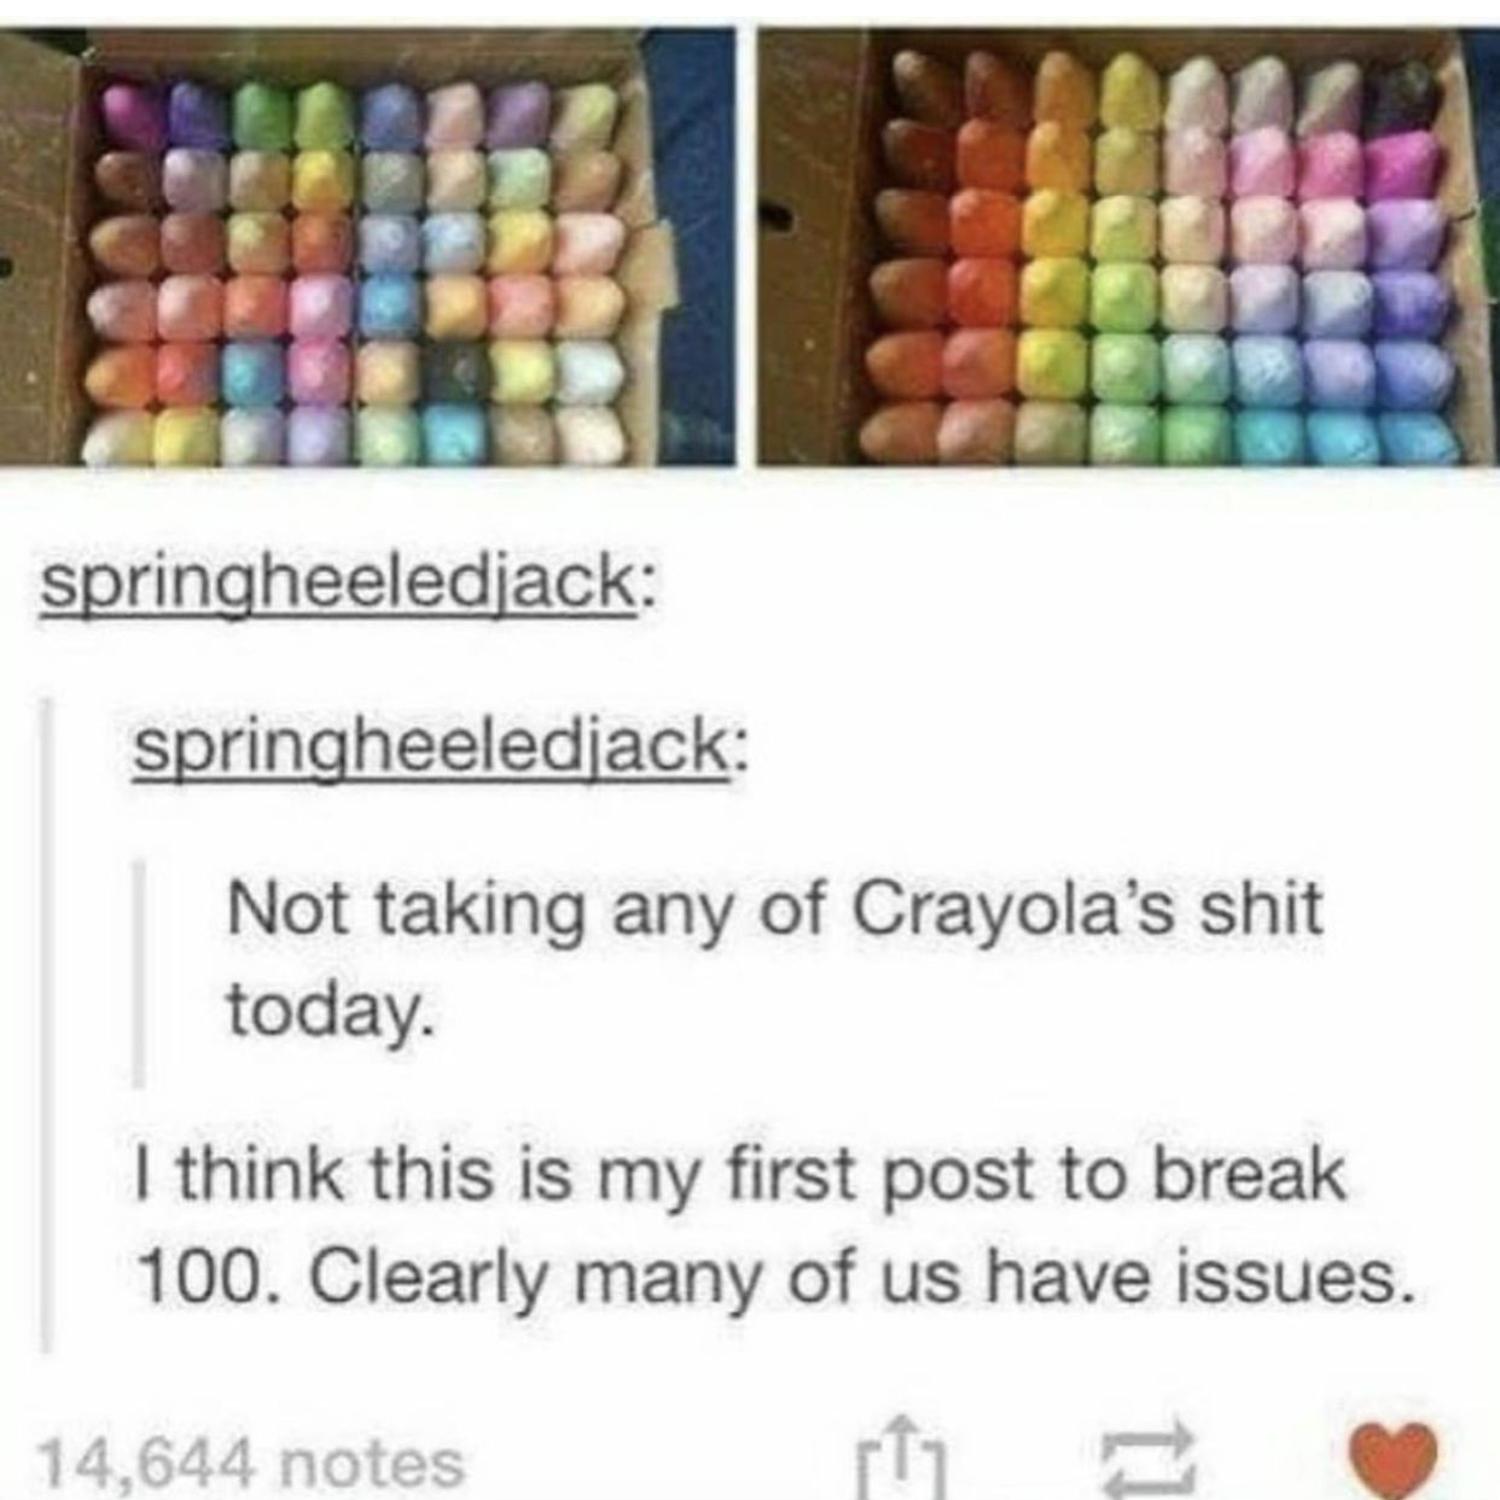 springheeledjack:
springheeledjack:
Not taking any of Crayola’s shit
today.
I think this is my first post to break
100. Clearly many of us have issues.
14,644 notes